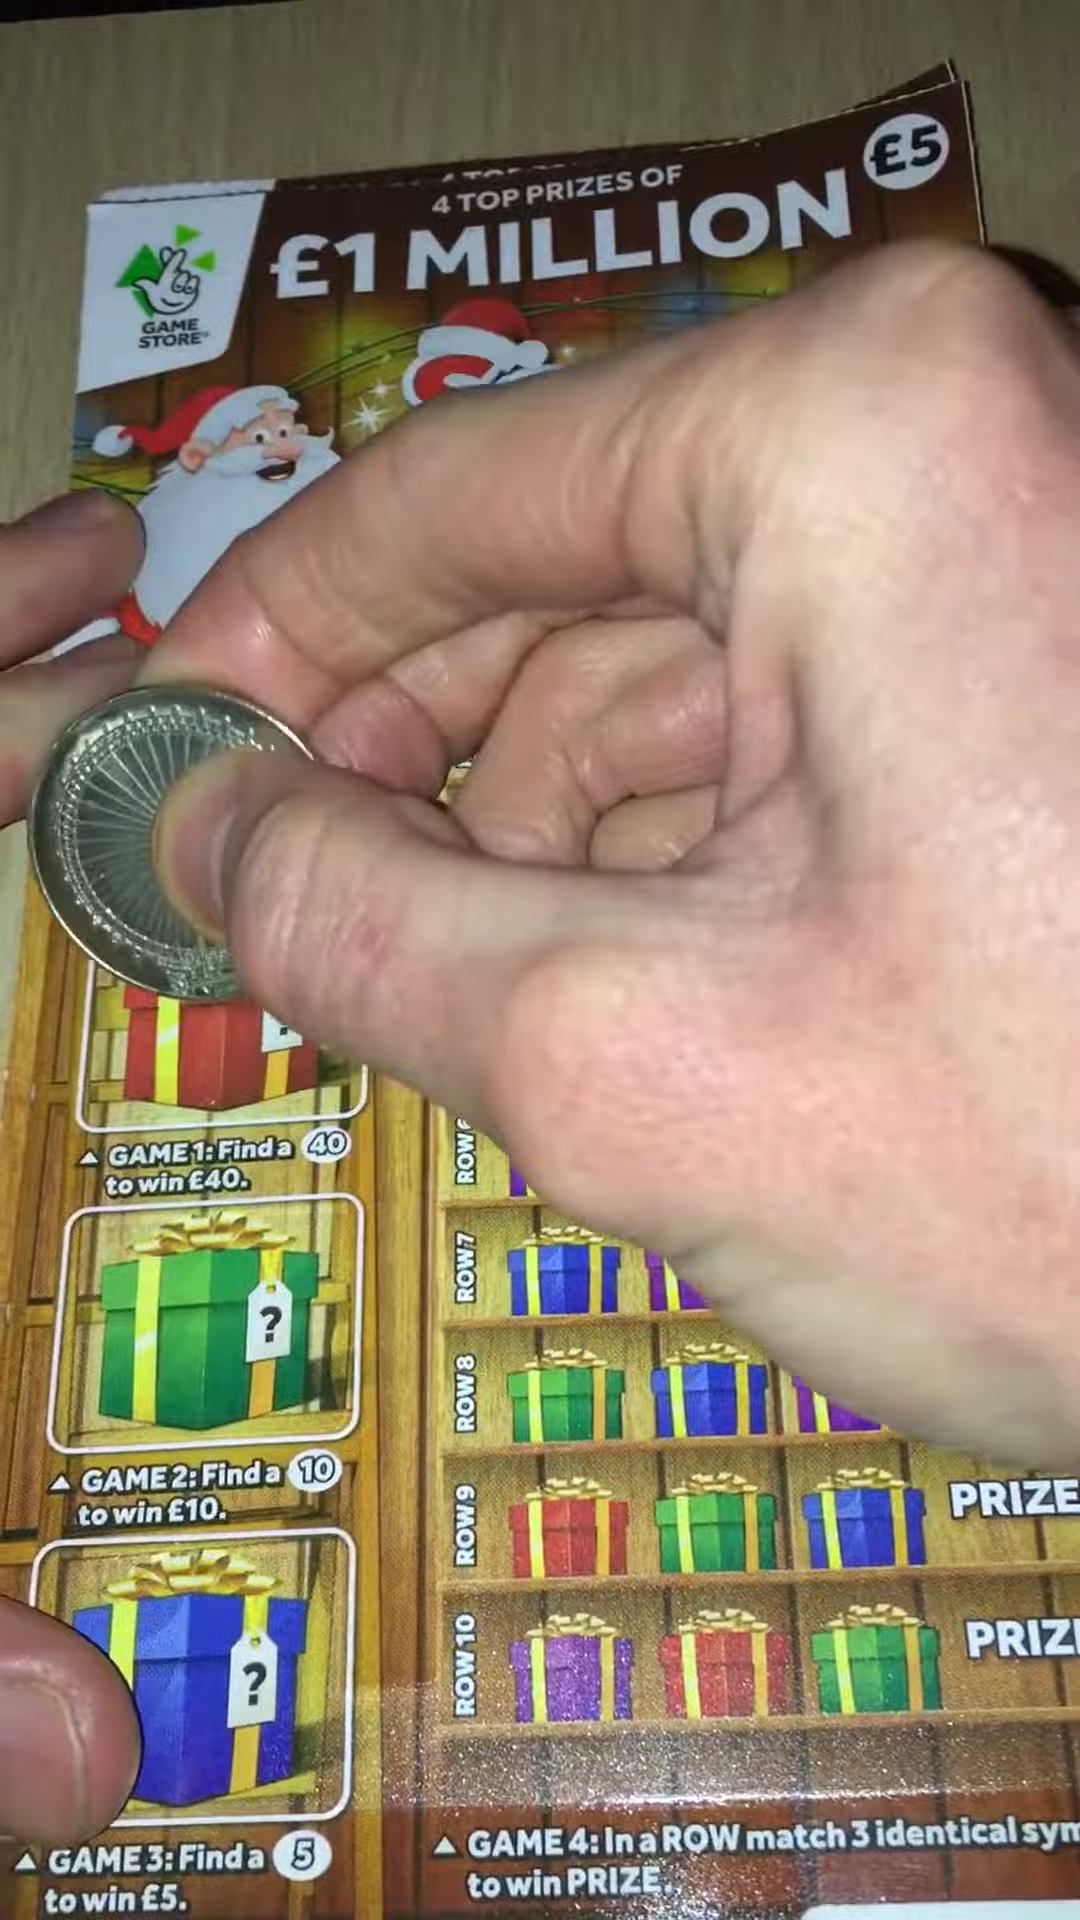 4 TOP PRIZES OF
£1 MILLION
£5
GAME
STORE
?
GAME 1: Find a 40
to win £40.
?
GAME 2: Find a 10
to win £10.
?
GAME 3: Find a 5
to win £5.
ROW 7
ROW 8
ROW 9
PRIZE
ROW 10
GAME 4: In a ROW match 3 identical
to win PRIZE.